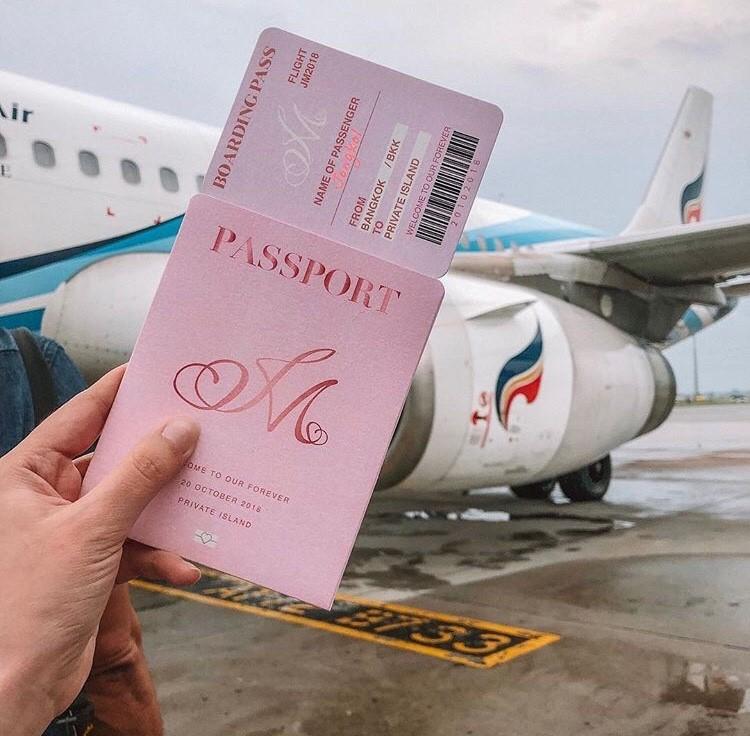 Air
BOARDING PASS
FLIGHT
JM2018
NAME OF PASSENGER
FROM
BANGKOK / BKK
TO
PRIVATE ISLAND
WELCOME TO OUR FOREVER
20102018
PASSPORT
M
OME TO OUR FOREVER
20 OCTOBER 2018
PRIVATE ISLAND